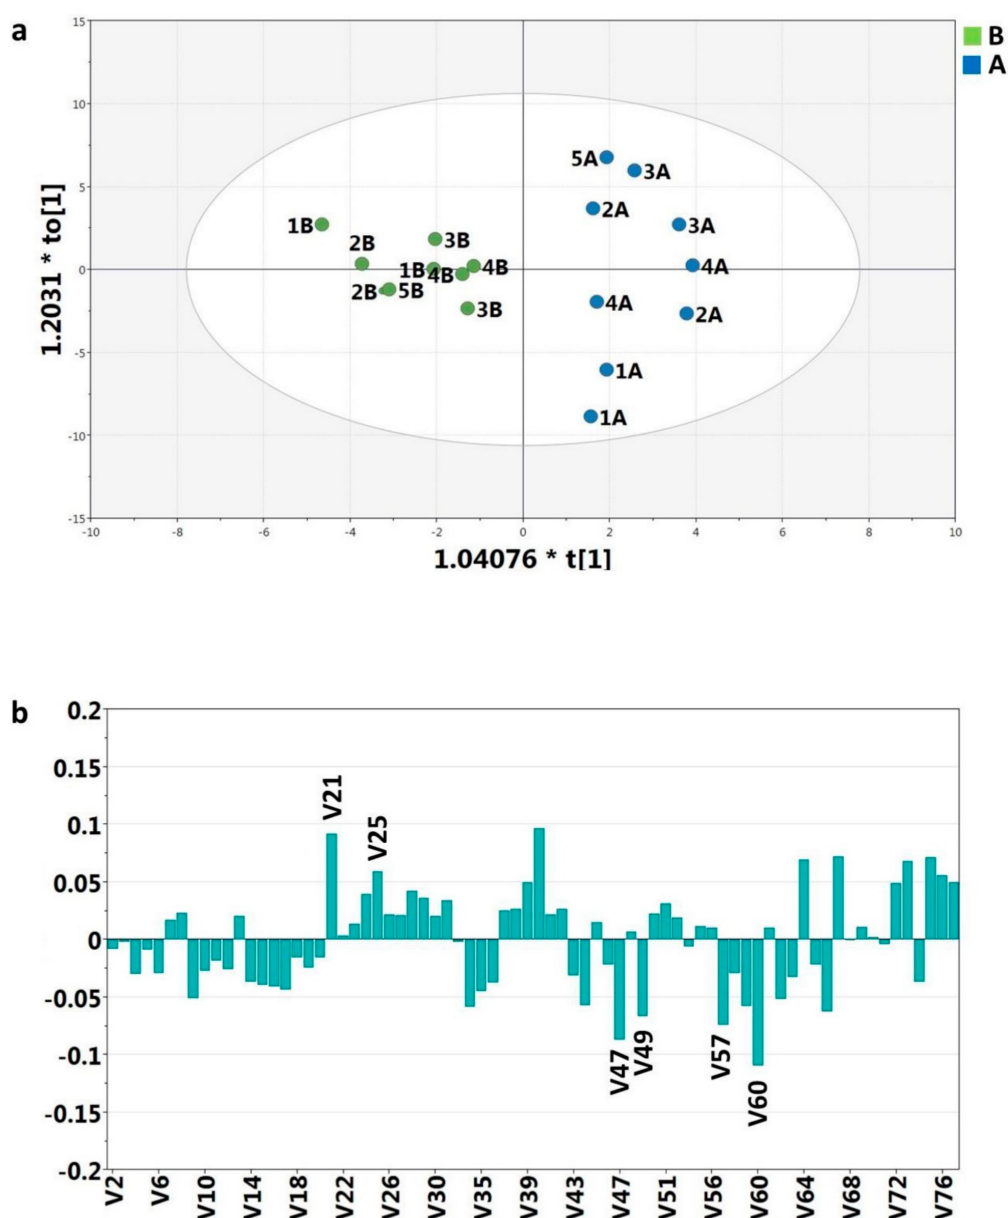 a
B
A
15
10
5
0
-5
-10
-15
1.2031 * to[1]
5A
3A
2A
1B
3A
2B
3B
1B
4B
4B
4A
2B
5B
4A
2A
3B
1A
1A
-10
-8
-6
-4
-2
0
2
4
6
8
10
1.04076 * t[1]
b
0.2
0.15
0.1
0.05
0
-0.05
-0.1
-0.15
-0.2
V21
V25
V47
V49
V57
V60
V2
V6
V10
V14
V18
V22
V26
V30
V35
V39
V43
V47
V51
V56
V60
V64
V68
V72
V76